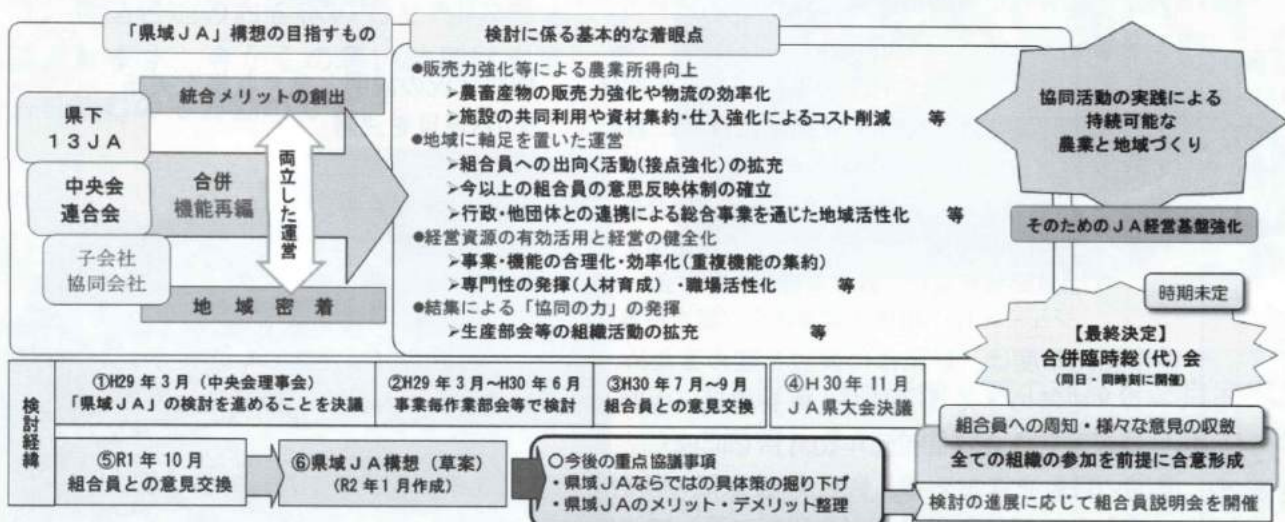 「県域JA」構想の目指すもの
統合メリットの創出
県下
13JA
中央会
連合会
子会社
協同会社
合併
機能再編
両立した運営
地域密着
検討に係る基本的な着眼点
●販売力強化等による農業所得向上
➢農畜産物の販売力強化や物流の効率化
➢施設の共同利用や資材集約・仕入強化によるコスト削減 等
●地域に軸足を置いた運営
➢組合員への出向く活動(接点強化)の拡充
➢今以上の組合員の意思反映体制の確立
➢行政・他団体との連携による総合事業を通じた地域活性化 等
●経営資源の有効活用と経営の健全化
➢事業・機能の合理化・効率化(重複機能の集約)
➢専門性の発揮(人材育成)・職場活性化 等
●結集による「協同の力」の発揮
➢生産部会等の組織活動の拡充 等
協同活動の実践による
持続可能な
農業と地域づくり
そのためのJA経営基盤強化
時期未定
【最終決定】
合併臨時総(代)会
(同日・同時刻に開催)
検討経緯
①H29年3月(中央会理事会)
「県域JA」の検討を進めることを決議
②H29年3月~H30年6月
事業毎作業部会等で検討
③H30年7月~9月
組合員との意見交換
④H30年11月
JA県大会決議
⑤R1年10月
組合員との意見交換
⑥県域JA構想(草案)
(R2年1月作成)
○今後の重点協議事項
・県域JAならではの具体策の掘り下げ
・県域JAのメリット・デメリット整理
組合員への周知・様々な意見の収斂
全ての組織の参加を前提に合意形成
検討の進展に応じて組合員説明会を開催